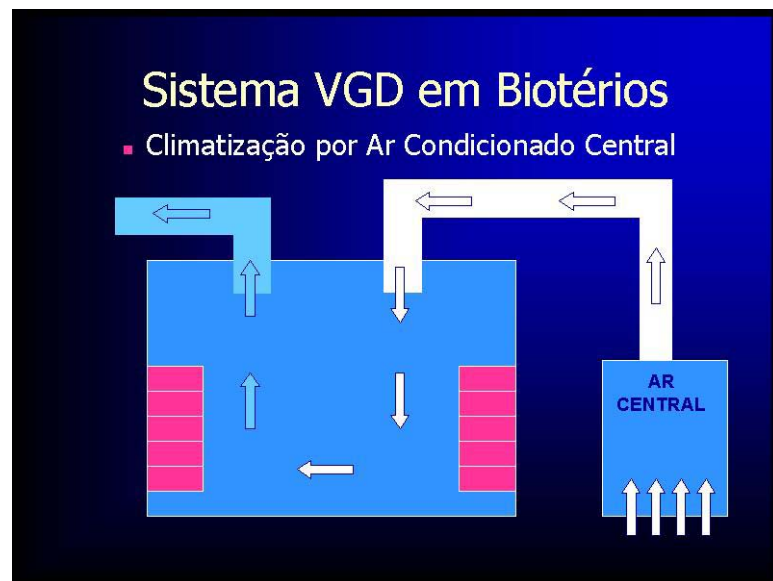 Sistema VGD em Biotérios
Climatização por Ar Condicionado Central
AR
CENTRAL